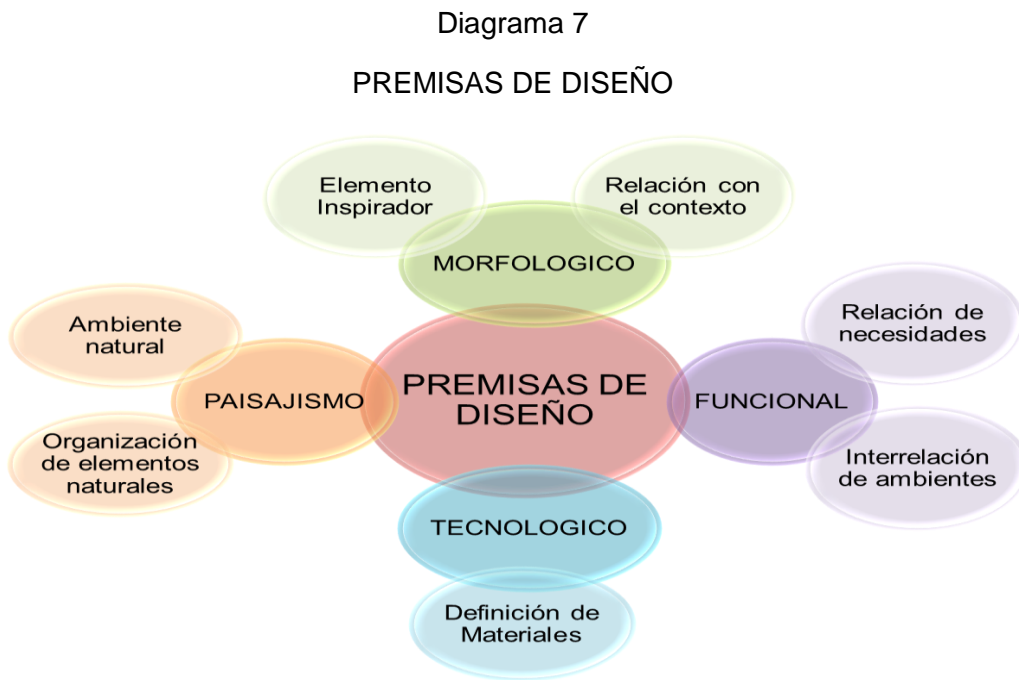 Diagrama 7
PREMISAS DE DISEÑO
Elemento
Inspirador
Relación con
el contexto
MORFOLOGICO
Ambiente
natural
PAISAJISMO
Organización
de elementos
naturales
PREMISAS DE
DISEÑO
Relación de
necesidades
FUNCIONAL
Interrelación
de ambientes
TECNOLOGICO
Definición de
Materiales